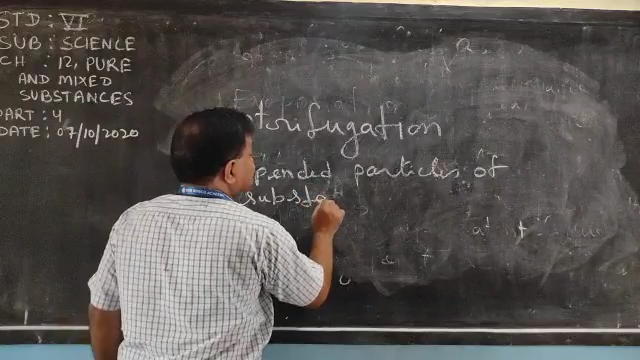 STD : VI
SUB : SCIENCE
CH : 12, PURE
AND MIXED
SUBSTANCES
PART : 4
DATE : 07/10/2020
trifugation
pended particles of
substa